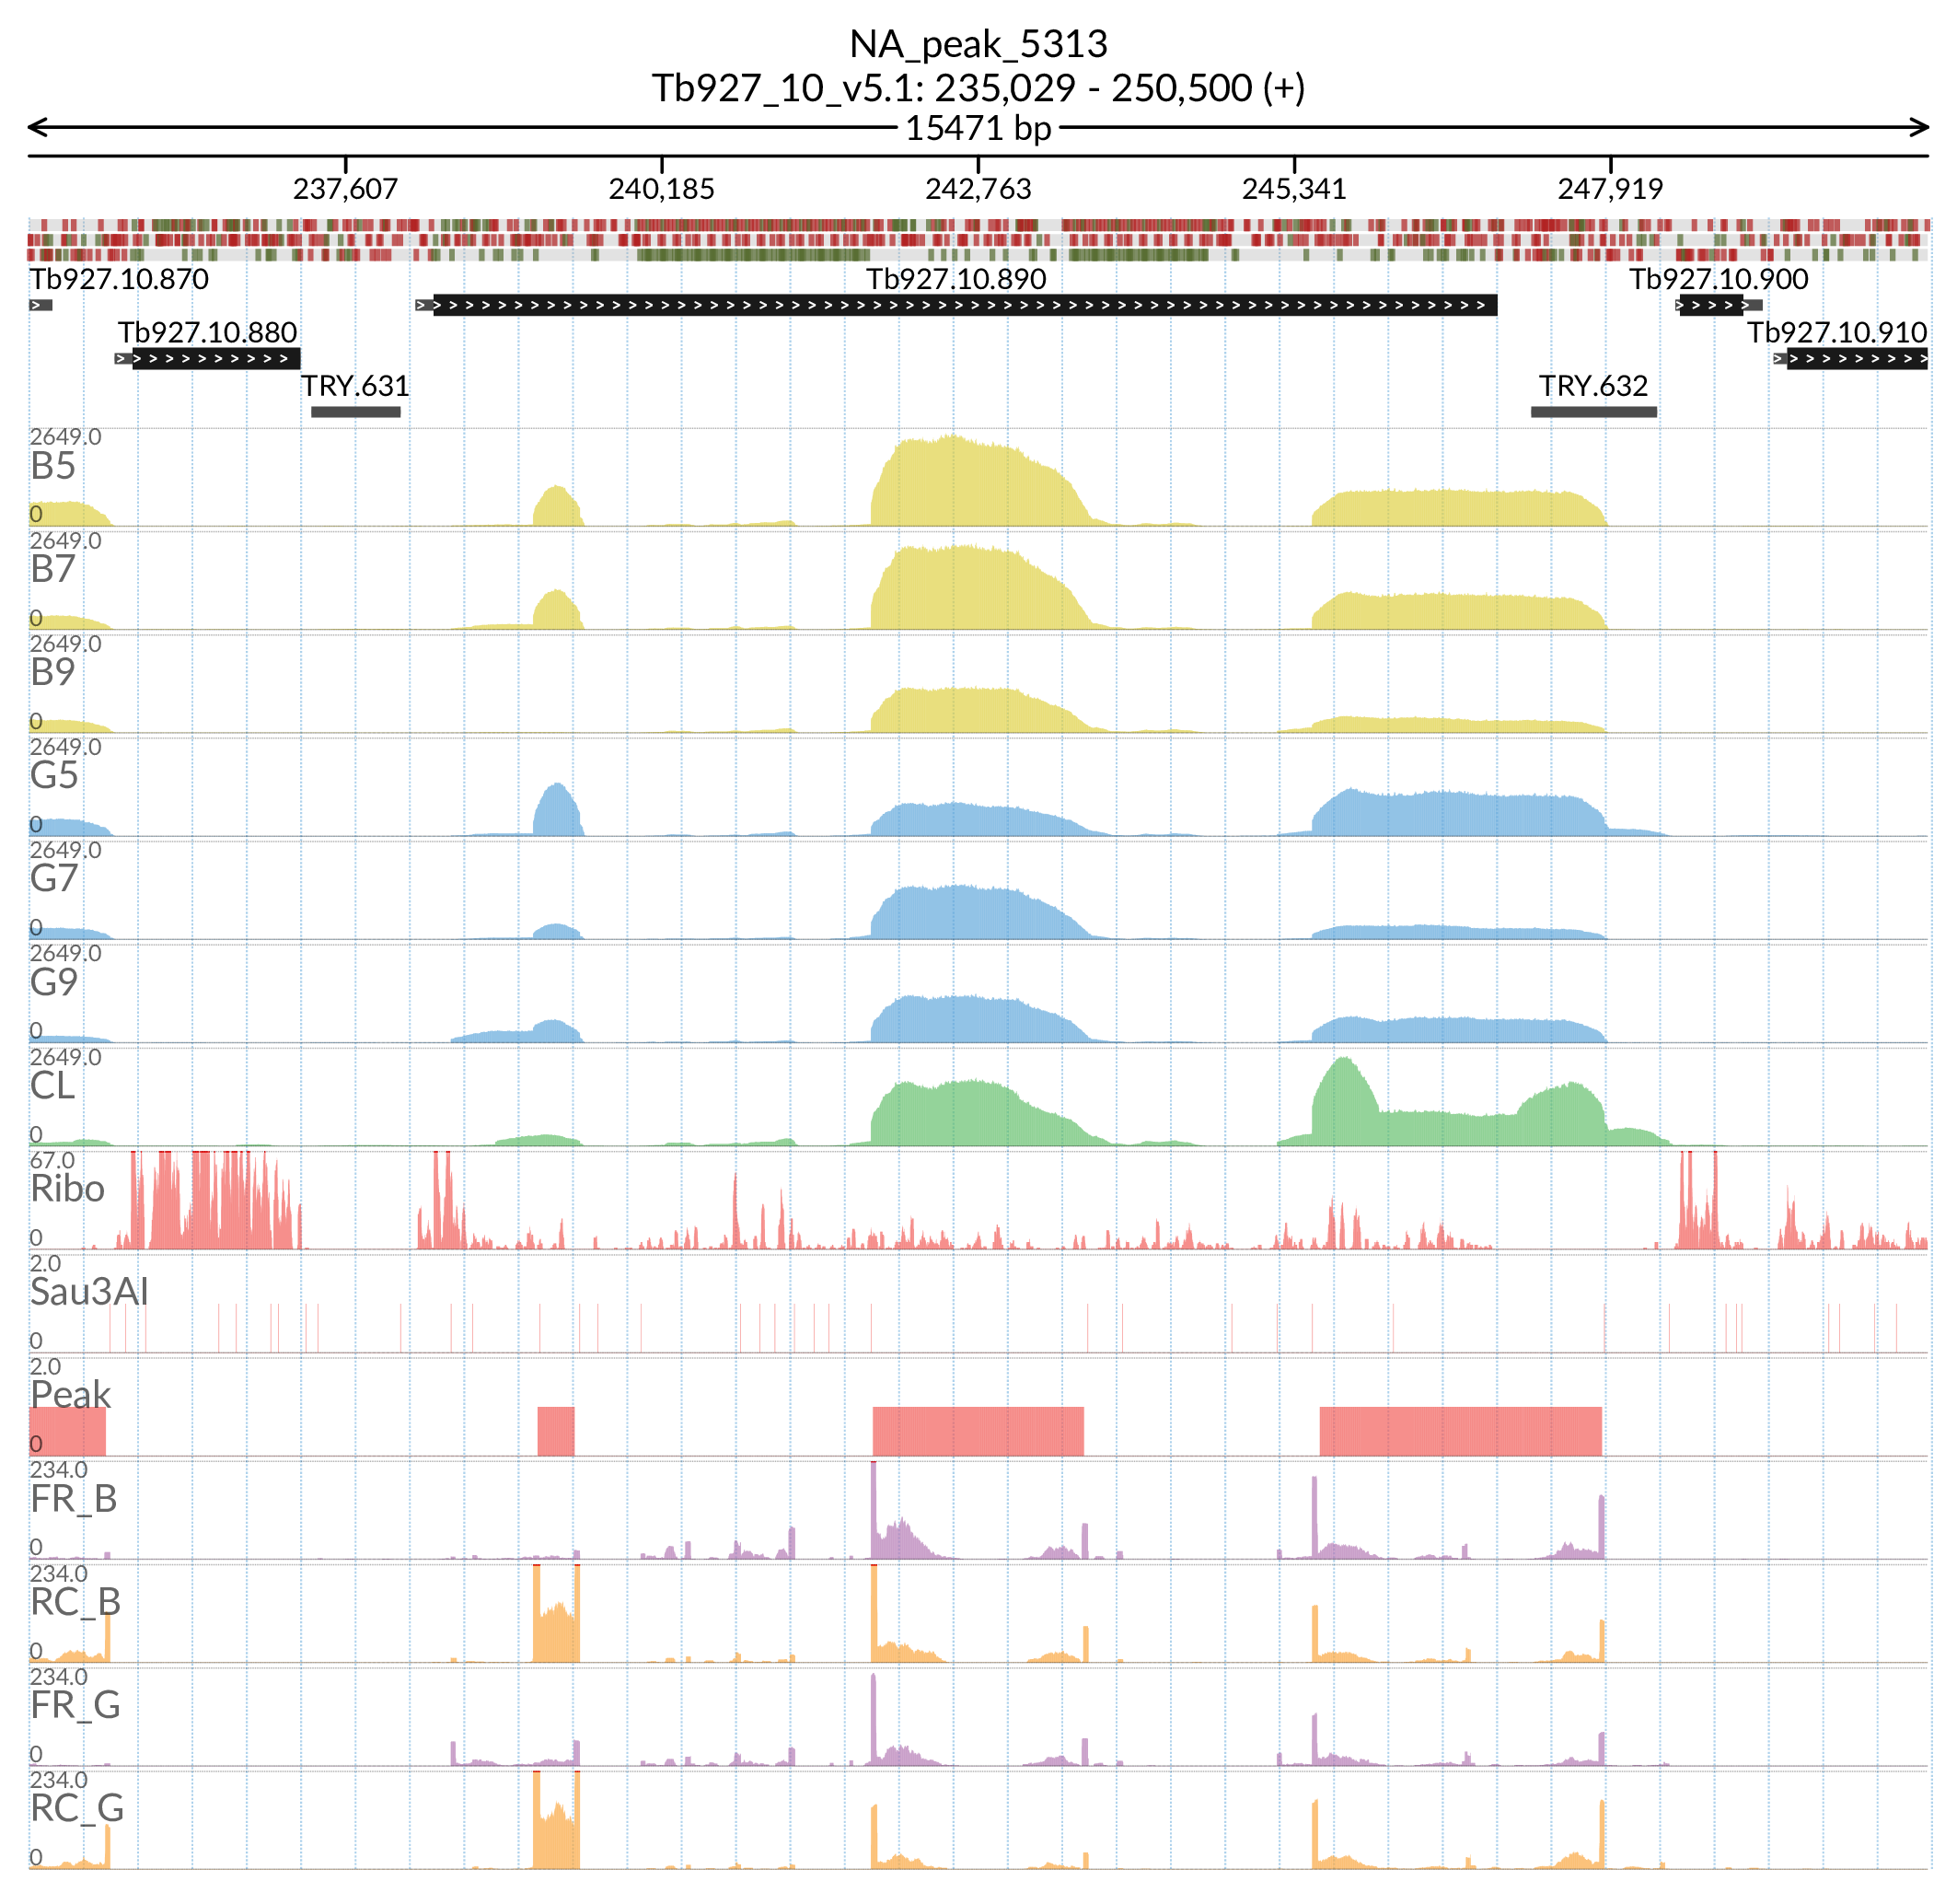 NA_peak_5313
Tb927_10_v5.1: 235,029 - 250,500 (+)
15471 bp
237,607 240,185 242,763 245,341 247,919
Tb927.10.870 Tb927.10.890 Tb927.10.900
Tb927.10.880 Tb927.10.910
TRY.631 TRY.632
2649.0
B5
0
2649.0
B7
0
2649.0
B9
0
2649.0
G5
0
2649.0
G7
0
2649.0
G9
0
2649.0
CL
0
67.0
Ribo
0
2.0
Sau3AI
0
2.0
Peak
0
234.0
FR_B
0
234.0
RC_B
0
234.0
FR_G
0
234.0
RC_G
0